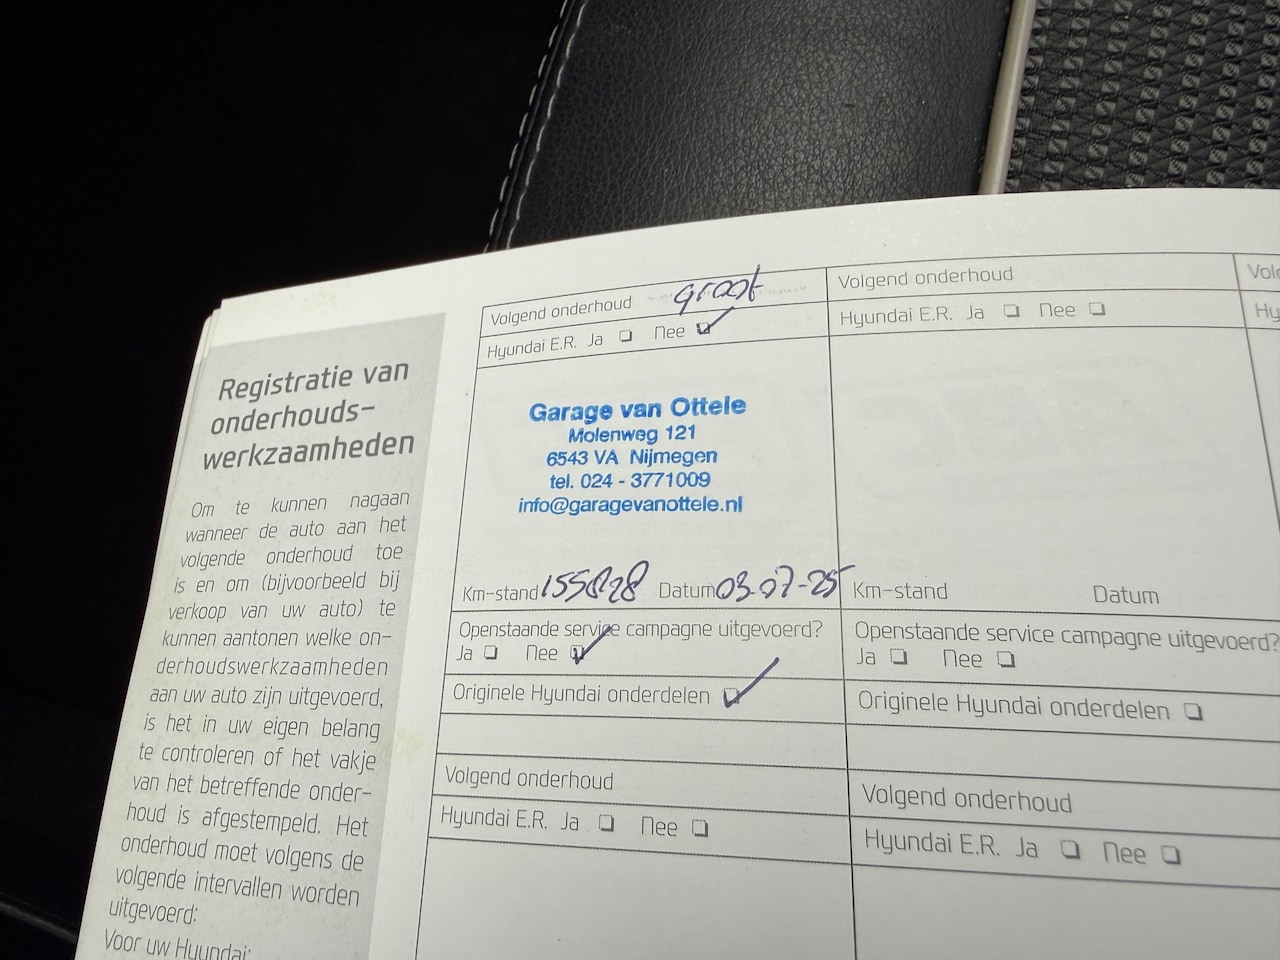 Registratie van
onderhouds-
werkzaamheden
Om te kunnen nagaan
wanneer de auto aan het
volgende onderhoud toe
is en om (bijvoorbeeld bij
verkoop van uw auto) te
kunnen aantonen welke on-
derhoudswerkzaamheden
aan uw auto zijn uitgevoerd,
is het in uw eigen belang
te controleren of het vakje
van het betreffende onder-
houd is afgestempeld. Het
onderhoud moet volgens de
volgende intervallen worden
uitgevoerd:
Voor uw Hyundai:
Volgend onderhoud groot
Hyundai E.R. Ja Nee
Garage van Ottele
Molenweg 121
6543 VA Nijmegen
tel. 024 - 3771009
info@garagevanottele.nl
Km-stand 155828 Datum 03-07-25
Openstaande service campagne uitgevoerd?
Ja Nee
Originele Hyundai onderdelen
Volgend onderhoud
Hyundai E.R. Ja Nee
Volgend onderhoud
Hyundai E.R. Ja Nee
Km-stand Datum
Openstaande service campagne uitgevoerd?
Ja Nee
Originele Hyundai onderdelen
Volgend onderhoud
Hyundai E.R. Ja Nee